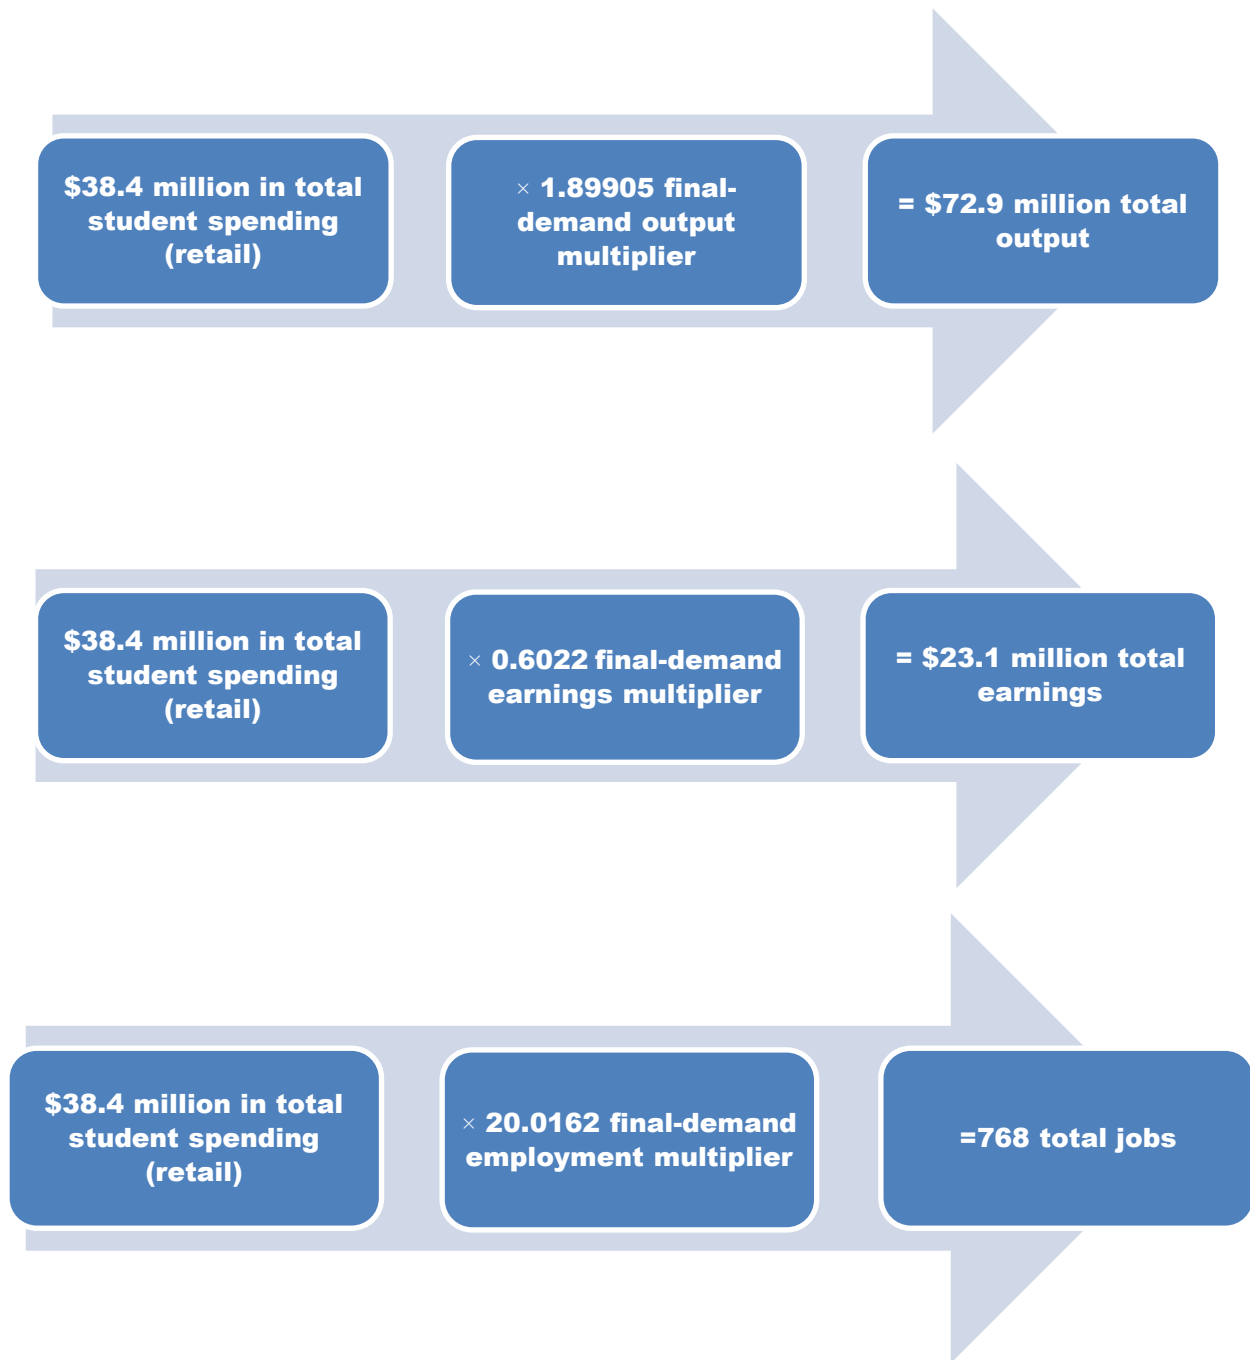 $38.4 million in total
student spending
(retail)
× 1.89905 final-
demand output
multiplier
= $72.9 million total
output
$38.4 million in total
student spending
(retail)
× 0.6022 final-demand
earnings multiplier
= $23.1 million total
earnings
$38.4 million in total
student spending
(retail)
× 20.0162 final-demand
employment multiplier
=768 total jobs